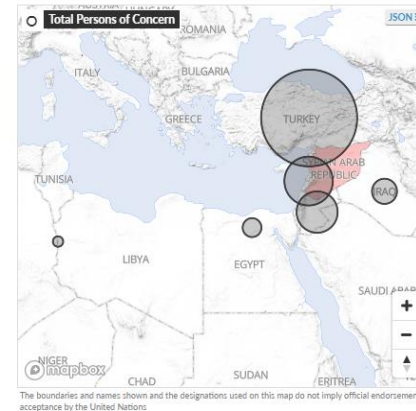 Total Persons of Concern
JSON
ROMANIA
ITALY
BULGARIA
GREECE
TURKEY
SYRIAN ARAB
REPUBLIC
TUNISIA
IRAQ
LIBYA
EGYPT
SAUDI ARAB
NIGER
mapbox
CHAD
SUDAN
ERITREA
+
−
The boundaries and names shown and the designations used on this map do not imply official endorsement
acceptance by the United Nations